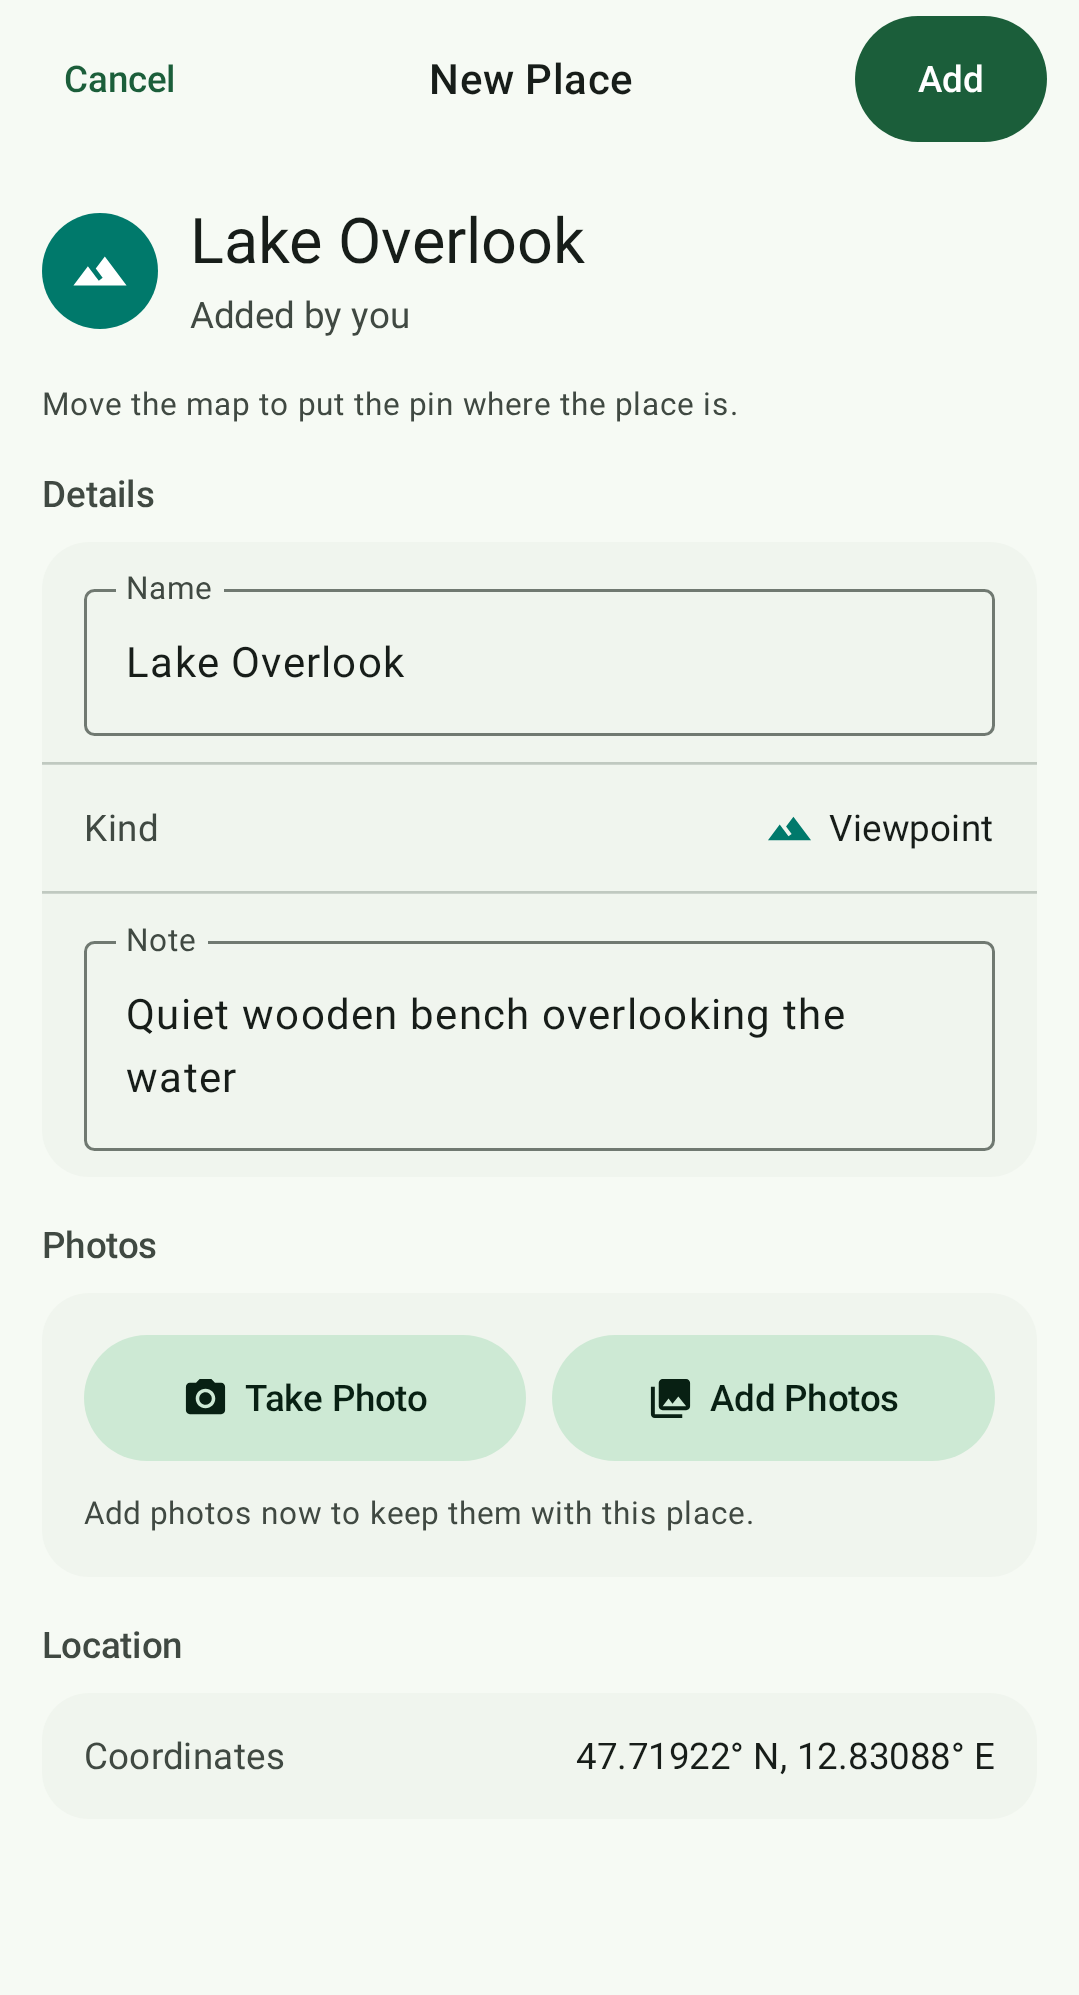 Cancel
New Place
Add
Lake Overlook
Added by you
Move the map to put the pin where the place is.
Details
Name
Lake Overlook
Kind
Viewpoint
Note
Quiet wooden bench overlooking the
water
Photos
Take Photo
Add Photos
Add photos now to keep them with this place.
Location
Coordinates
47.71922° N, 12.83088° E